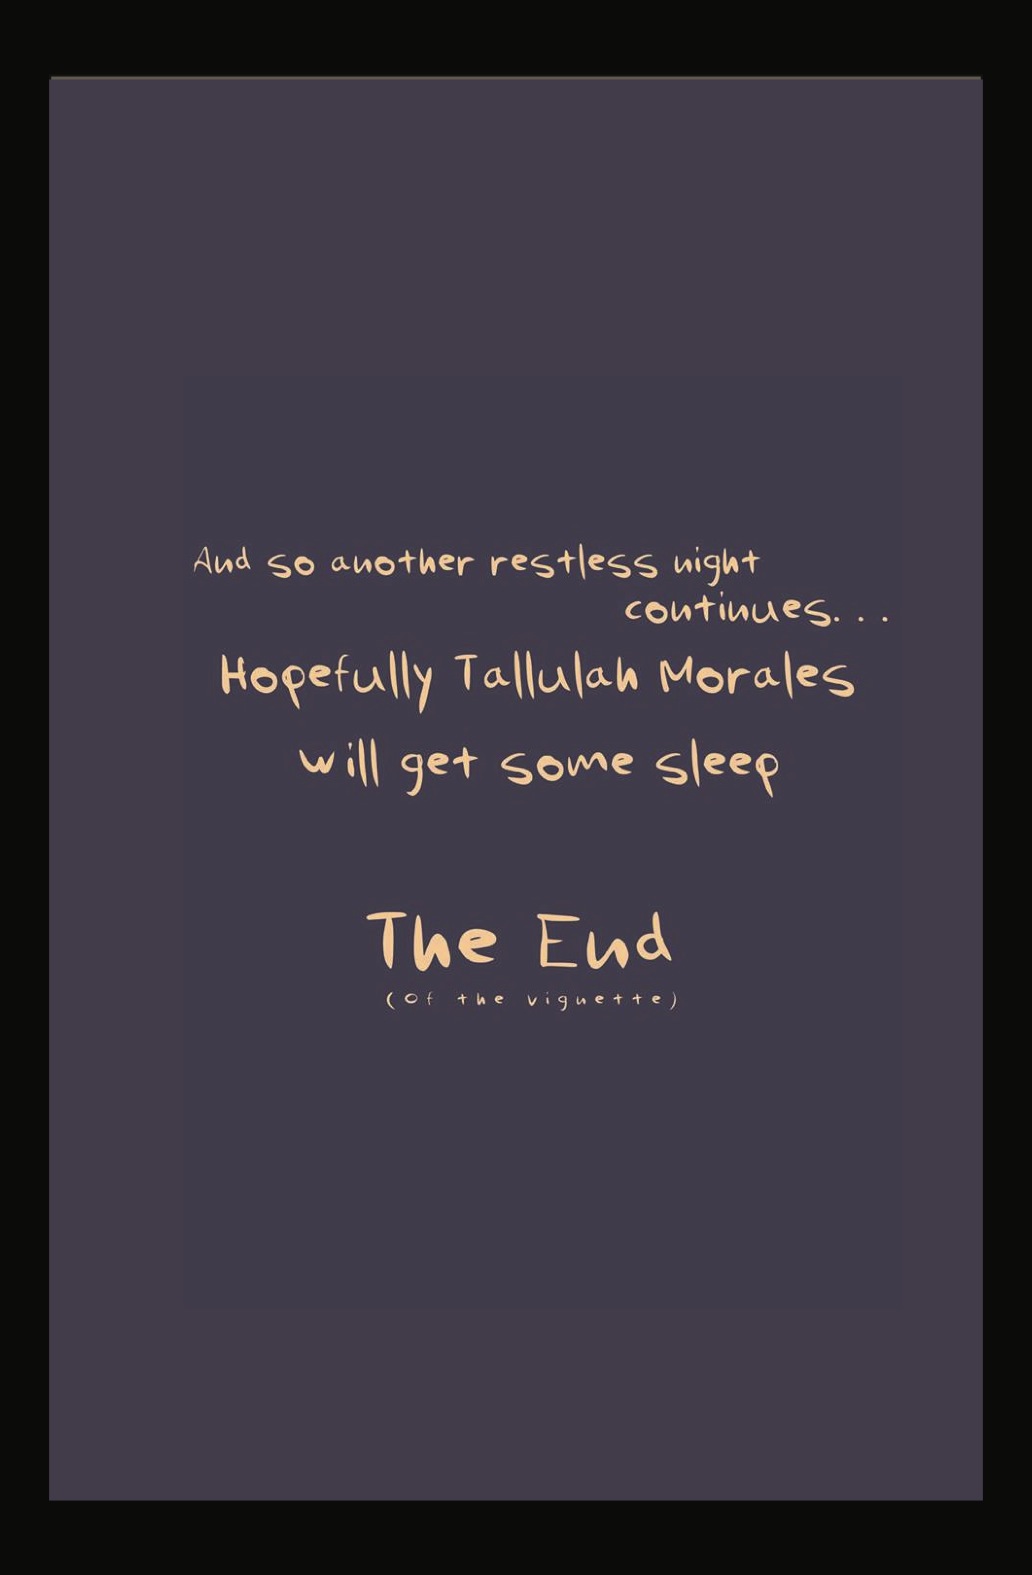 And so another restless night
continues...
Hopefully Tallulah Morales
will get some sleep
The End
(Of the vignette)